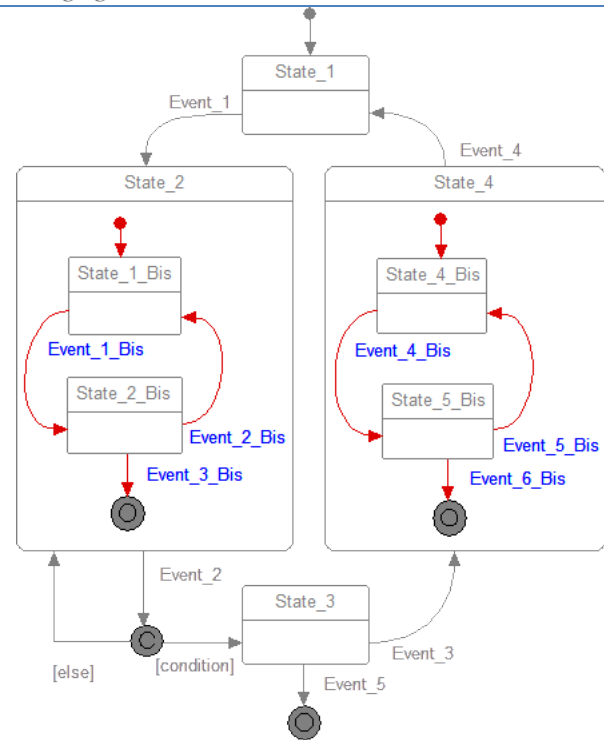 State_1
Event_1
Event_4
State_2
State_4
State_1_Bis
State_4_Bis
Event_1_Bis
Event_4_Bis
State_2_Bis
State_5_Bis
Event_2_Bis
Event_5_Bis
Event_3_Bis
Event_6_Bis
Event_2
State_3
[else]
[condition]
Event_3
Event_5